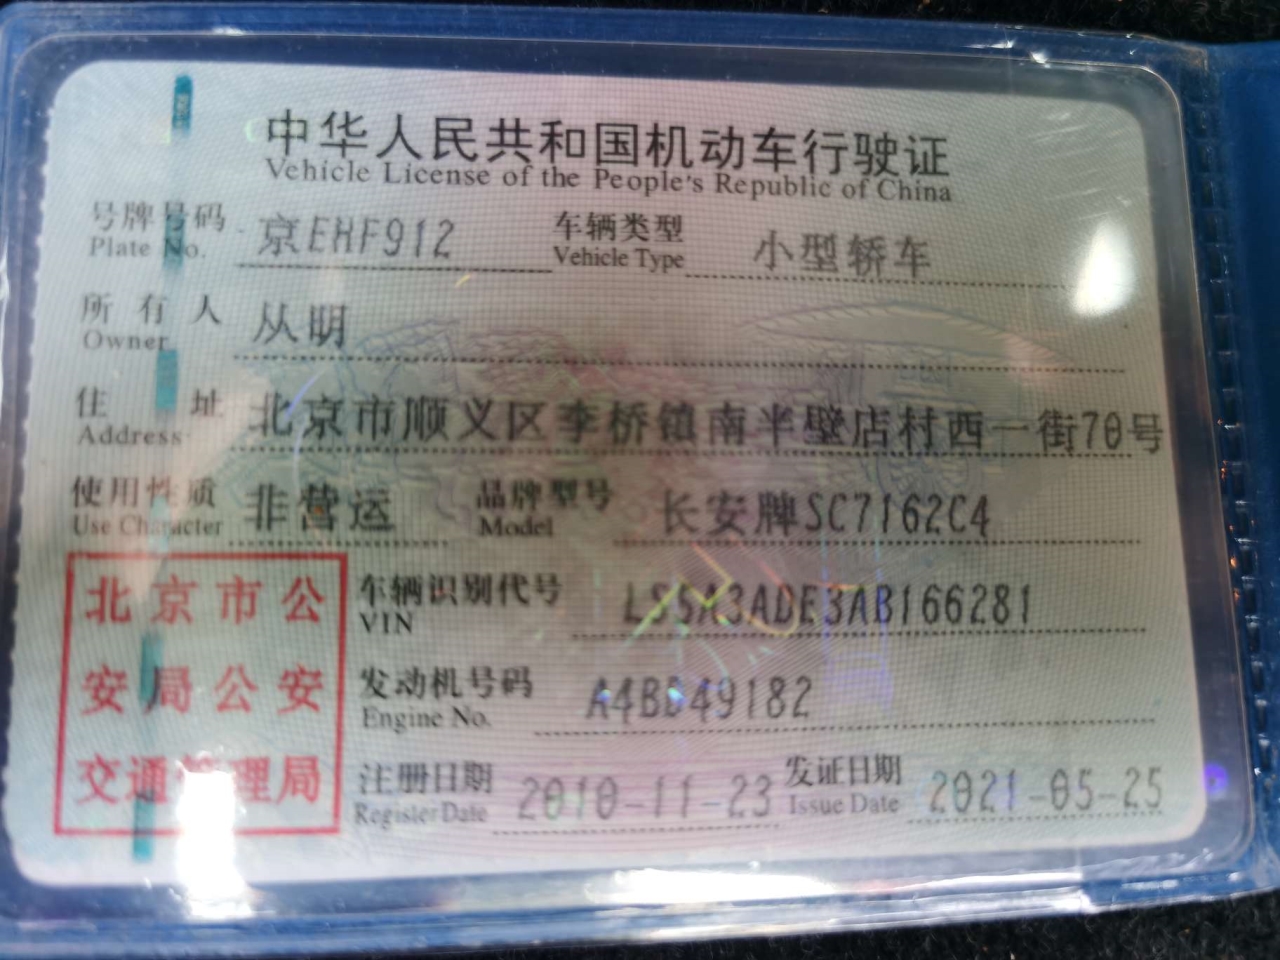 中华人民共和国机动车行驶证
Vehicle License of the People's Republic of China
号牌号码 京EHF912 车辆类型 小型轿车
Plate No. Vehicle Type
所有人 从明
Owner
住址 北京市顺义区李桥镇南半壁店村西一街70号
Address
使用性质 非营运 品牌型号 长安牌SC7162C4
Use Character Model
北京市公
安局公安
交通管理局
车辆识别代号 LS5A3ADE3AB166281
VIN
发动机号码 A4BB49182
Engine No.
注册日期 2010-11-23 发证日期 2021-05-25
Register Date Issue Date